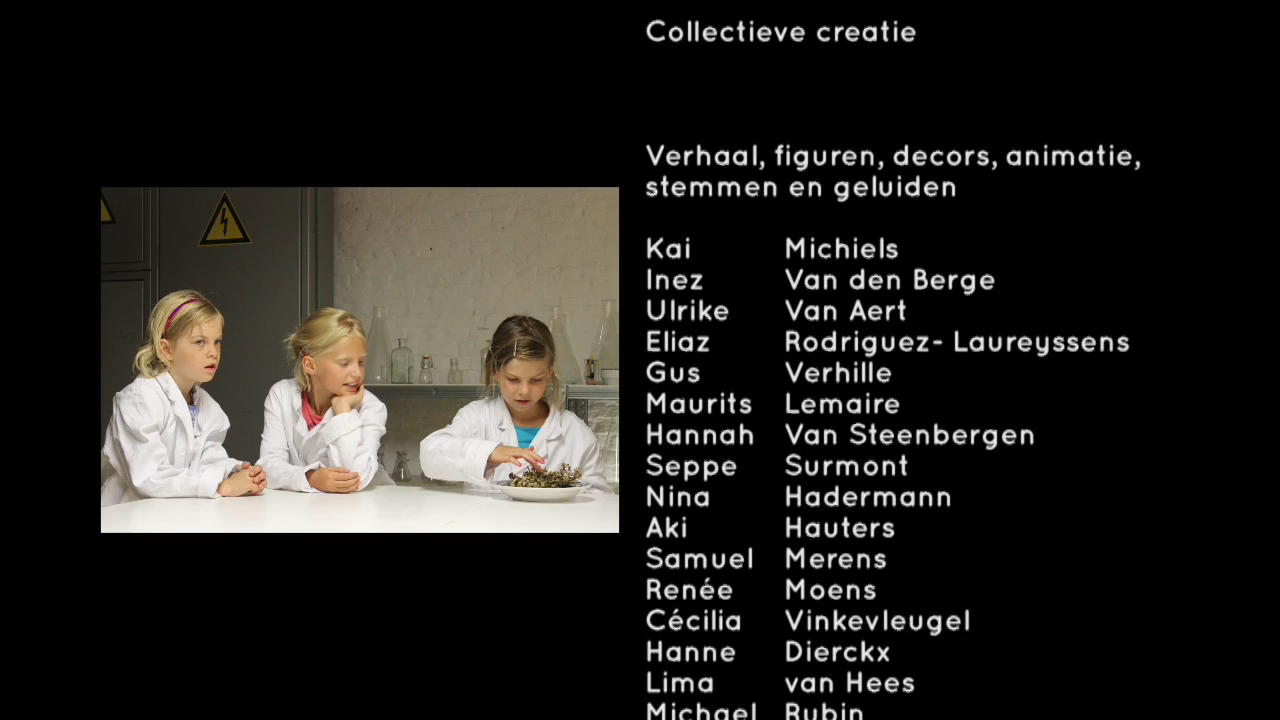 Collectieve creatie
Verhaal, figuren, decors, animatie,
stemmen en geluiden
Kai Michiels
Inez Van den Berge
Ulrike Van Aert
Eliaz Rodriguez- Laureyssens
Gus Verhille
Maurits Lemaire
Hannah Van Steenbergen
Seppe Surmont
Nina Hadermann
Aki Hauters
Samuel Merens
Renée Moens
Cécilia Vinkevleugel
Hanne Dierckx
Lima van Hees
Michael Rubin